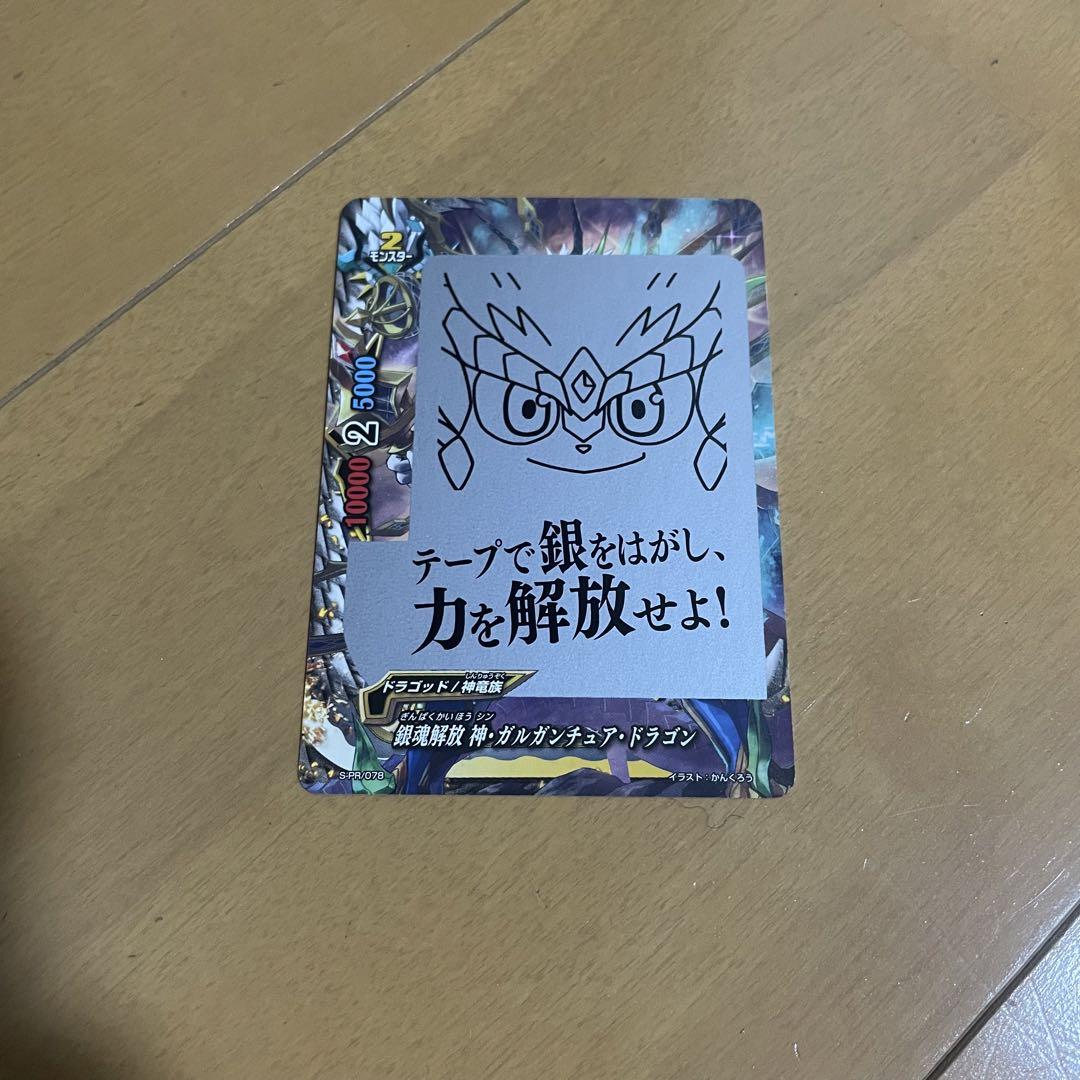 2
モンスター
5000
2
10000
テープで銀をはがし、
力を解放せよ!
しんりゅうぞく
ドラゴッド/神竜族
ぎんぱくかいほう シン
銀魂解放 神・ガルガンチュア・ドラゴン
S-PR/078
イラスト:かんくろう